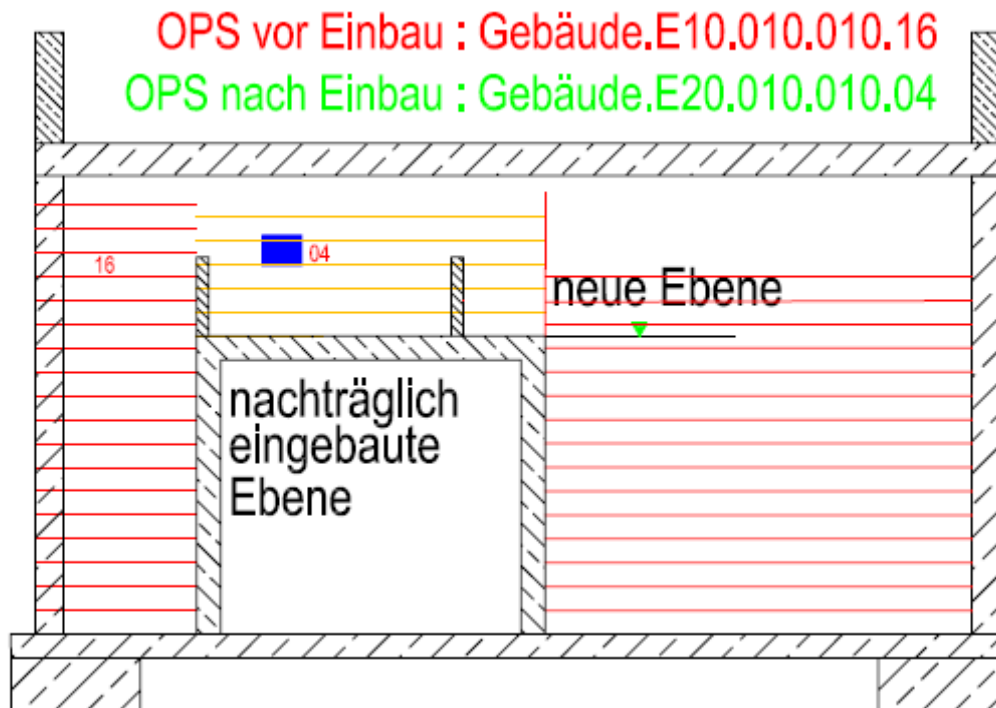 OPS vor Einbau : Gebäude.E10.010.010.16
OPS nach Einbau : Gebäude.E20.010.010.04
04
16
neue Ebene
nachträglich
eingebaute
Ebene